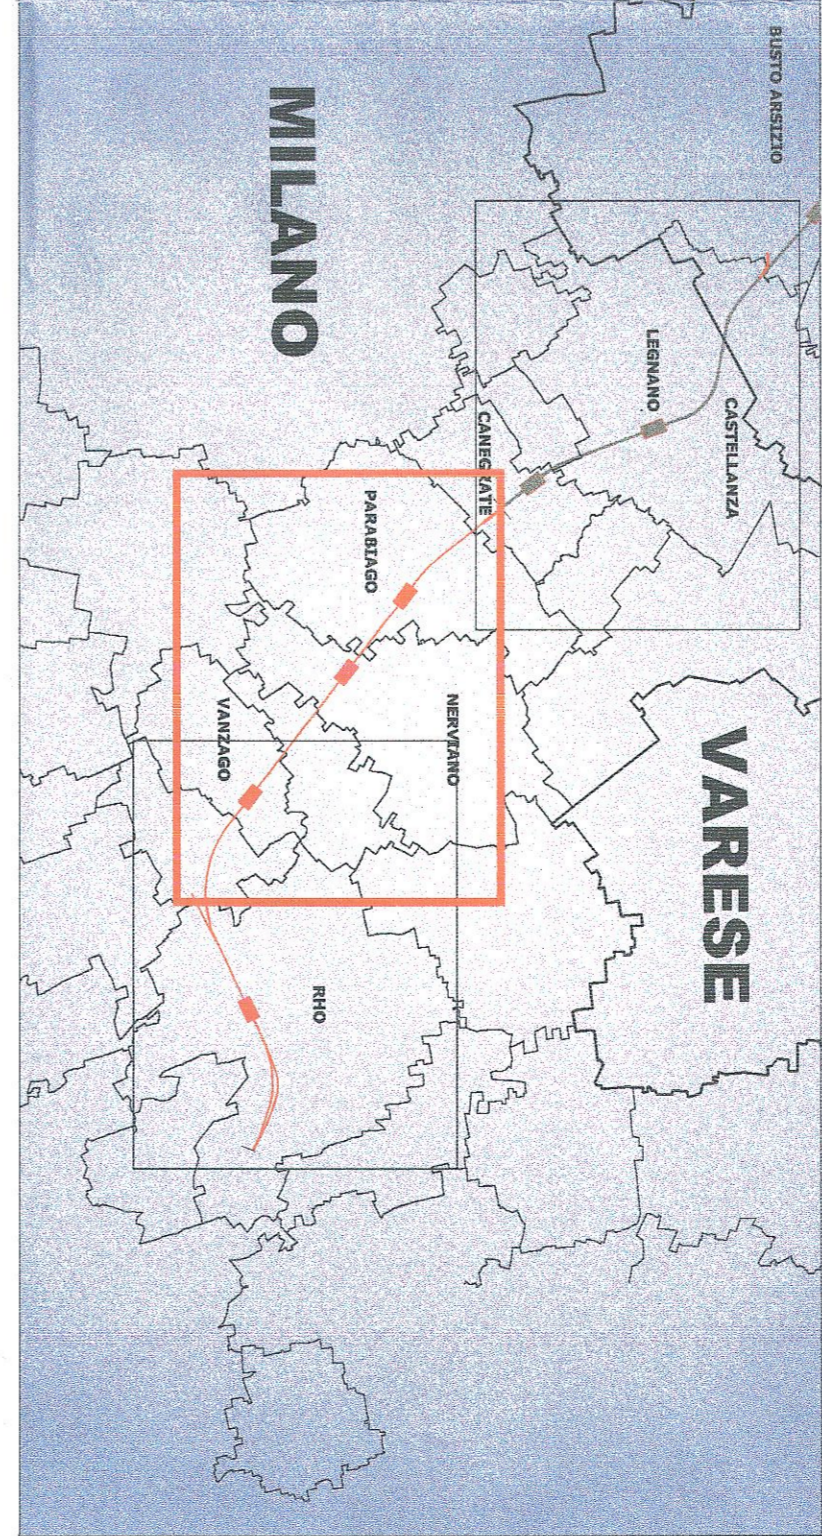 BUSTO ARSIZIO
CASTELLANZA
LEGNANO
VARESE
CANEGRATE
NERVIANO
PARABIAGO
MILANO
RHO
VANZAGO